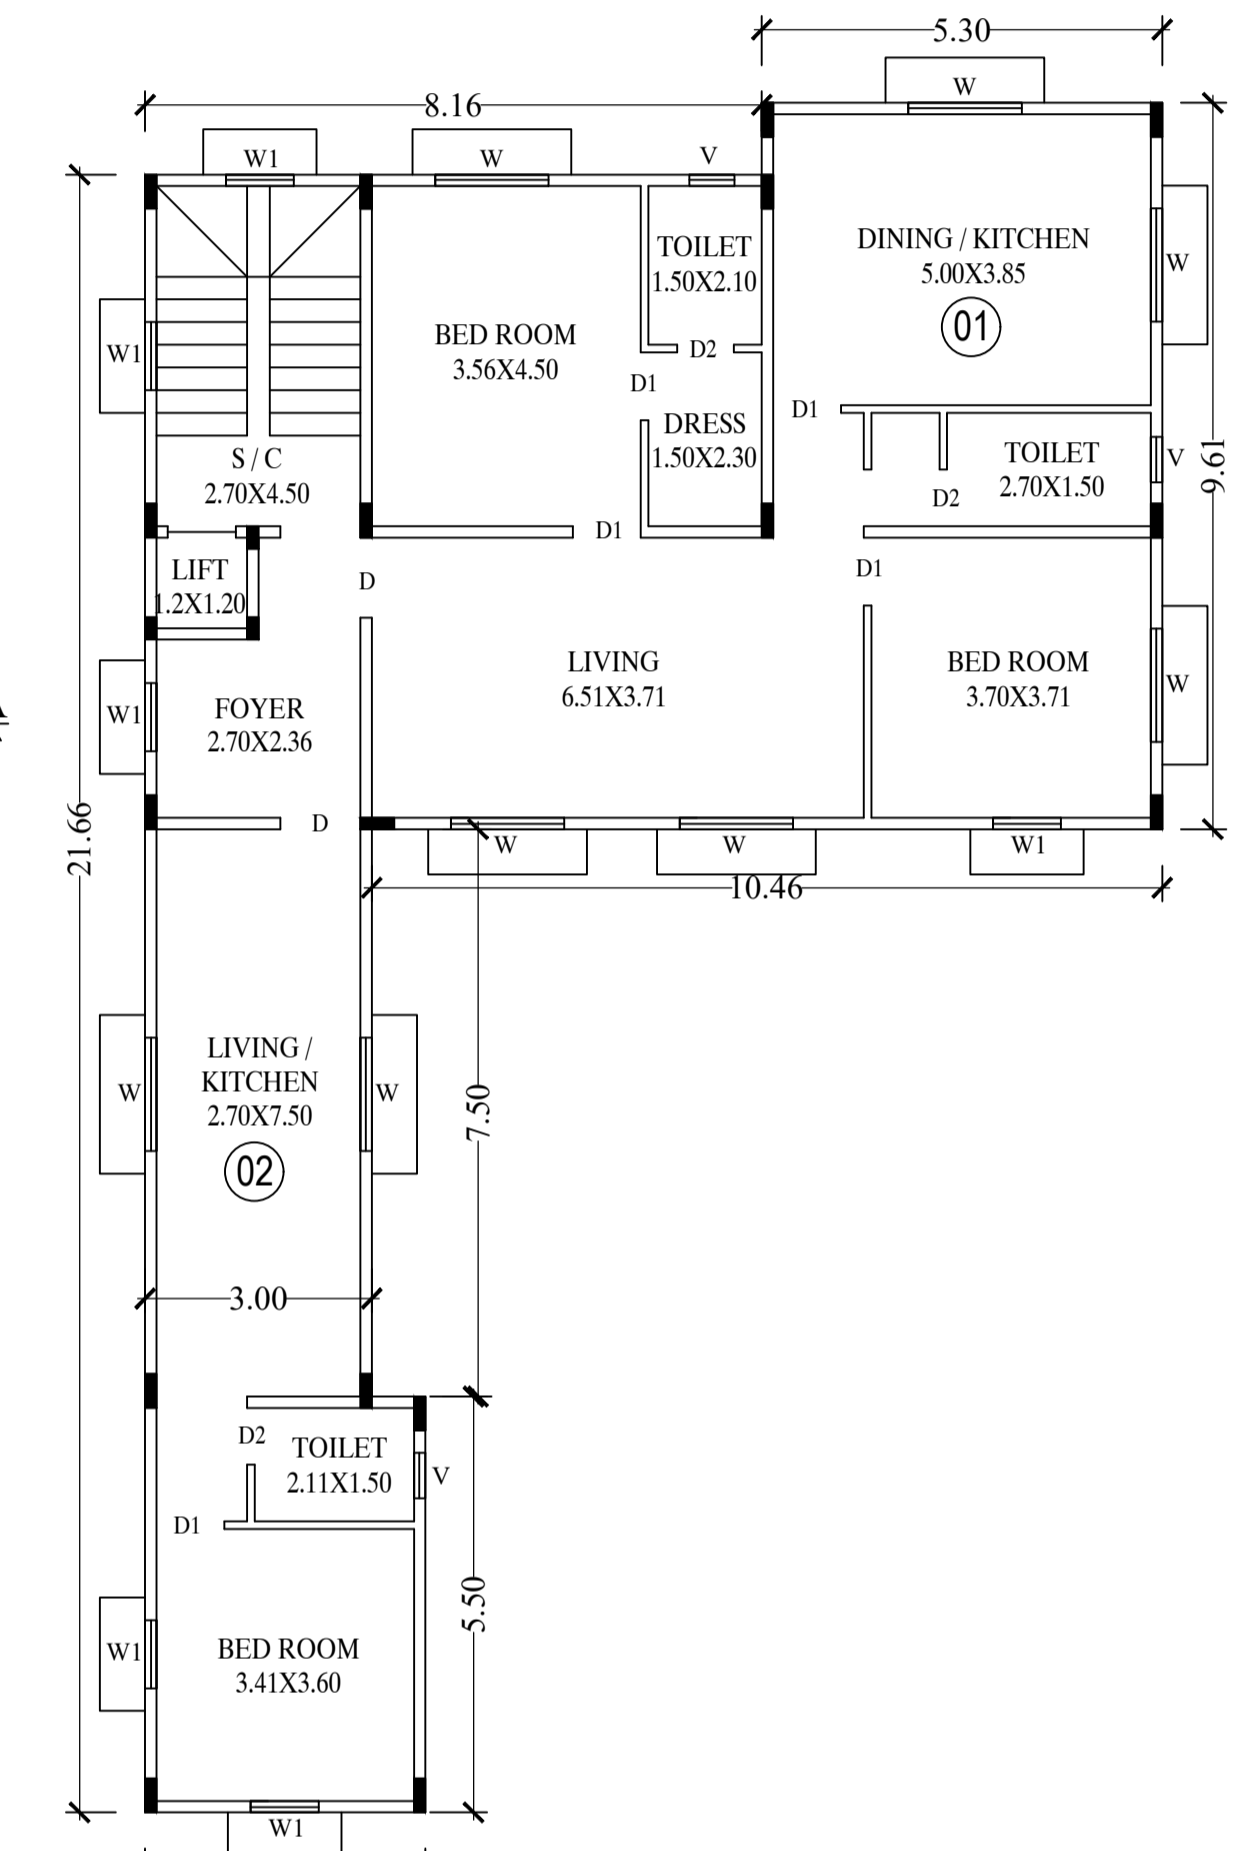 5.30
8.16
W
W1
W
V
TOILET
1.50X2.10
DINING / KITCHEN
5.00X3.85
01
W
W1
BED ROOM
3.56X4.50
D2
D1
D1
DRESS
1.50X2.30
TOILET
2.70X1.50
V
9.61
S / C
2.70X4.50
D2
D1
D1
LIFT
1.2X1.20
D
LIVING
6.51X3.71
BED ROOM
3.70X3.71
W
W1
FOYER
2.70X2.36
21.66
D
W
W
W1
10.46
LIVING /
KITCHEN
2.70X7.50
02
W
W
7.50
3.00
D2
TOILET
2.11X1.50
V
D1
5.50
W1
BED ROOM
3.41X3.60
W1